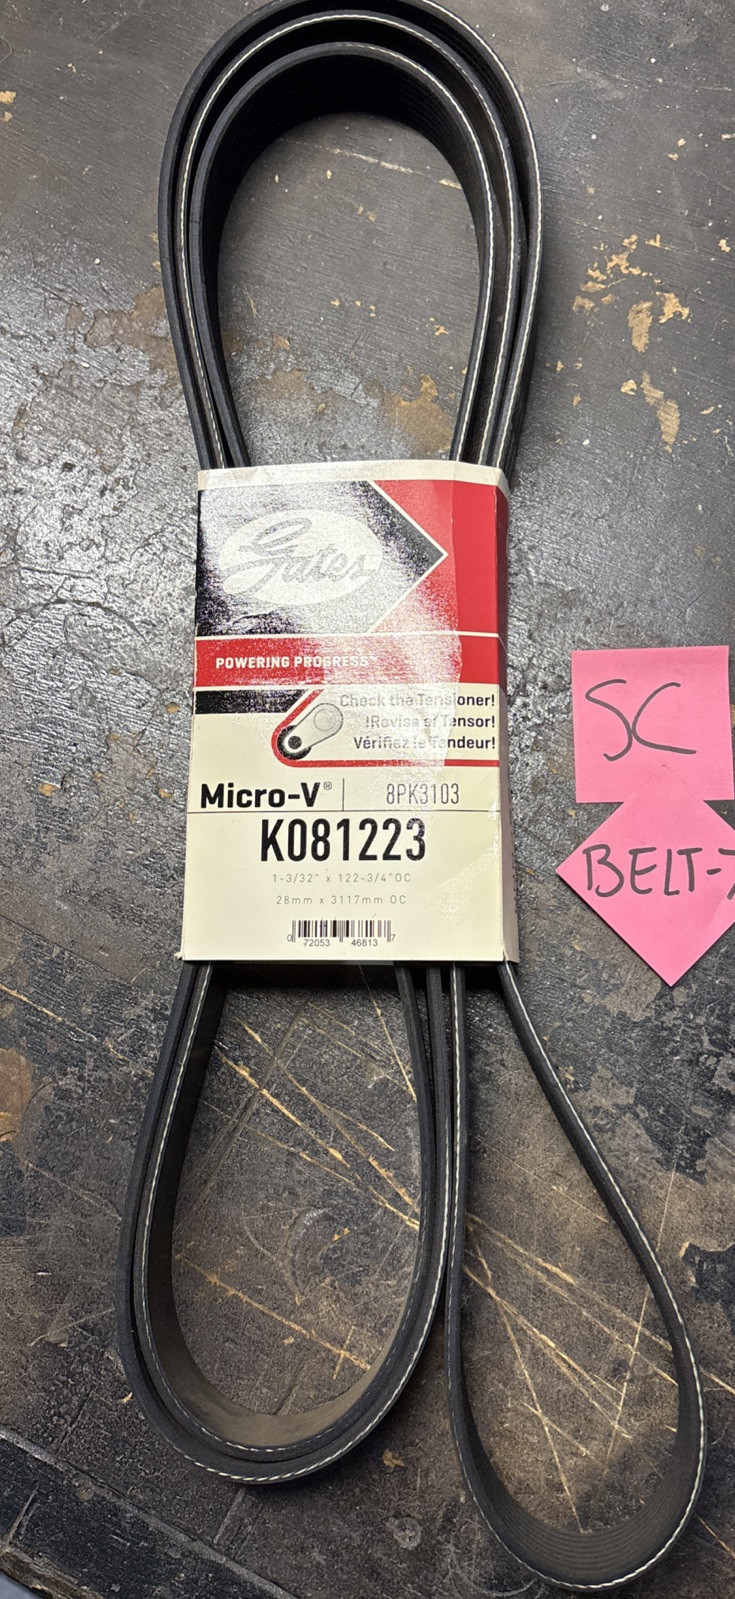 Gates
POWERING PROGRESS™
Check the Tensioner!
!Revise el Tensor!
Vérifiez le Tendeur!
Micro-V® 8PK3103
K081223
1-3/32" x 122-3/4"OC
28mm x 3117mm OC
0 72053 46813 7
SC
BELT-7